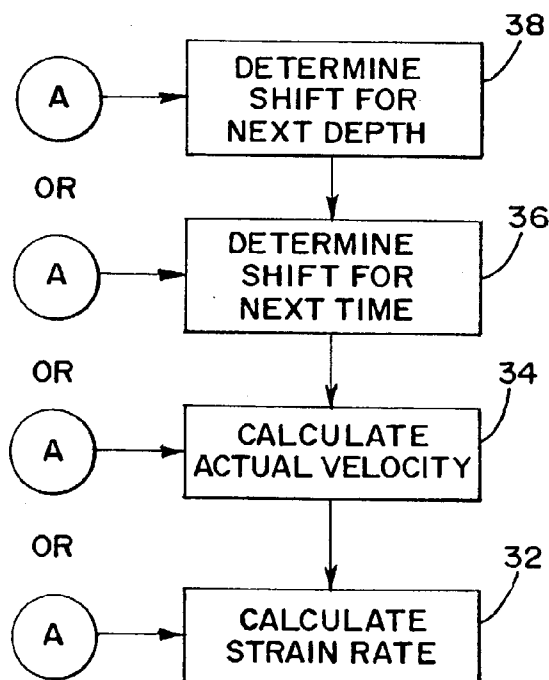 38
A
DETERMINE
SHIFT FOR
NEXT DEPTH
OR
36
A
DETERMINE
SHIFT FOR
NEXT TIME
OR
34
A
CALCULATE
ACTUAL VELOCITY
OR
32
A
CALCULATE
STRAIN RATE